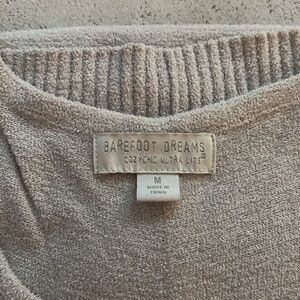 BAREFOOT DREAMS
COZYCHIC ULTRA LITE
M
MADE IN
CHINA